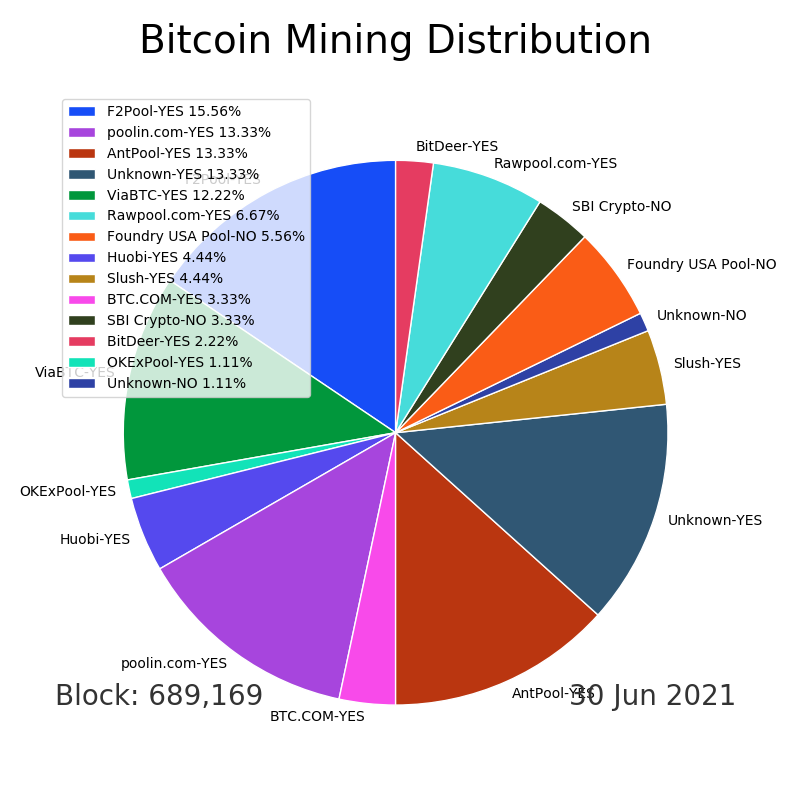 Bitcoin Mining Distribution
F2Pool-YES 15.56%
poolin.com-YES 13.33%
AntPool-YES 13.33%
Unknown-YES 13.33%
ViaBTC-YES 12.22%
Rawpool.com-YES 6.67%
Foundry USA Pool-NO 5.56%
Huobi-YES 4.44%
Slush-YES 4.44%
BTC.COM-YES 3.33%
SBI Crypto-NO 3.33%
BitDeer-YES 2.22%
OKExPool-YES 1.11%
Unknown-NO 1.11%
BitDeer-YES
Rawpool.com-YES
F2Pool-YES
SBI Crypto-NO
Foundry USA Pool-NO
Unknown-NO
Slush-YES
ViaBTC-YES
OKExPool-YES
Unknown-YES
Huobi-YES
poolin.com-YES
AntPool-YES
BTC.COM-YES
Block: 689,169
30 Jun 2021